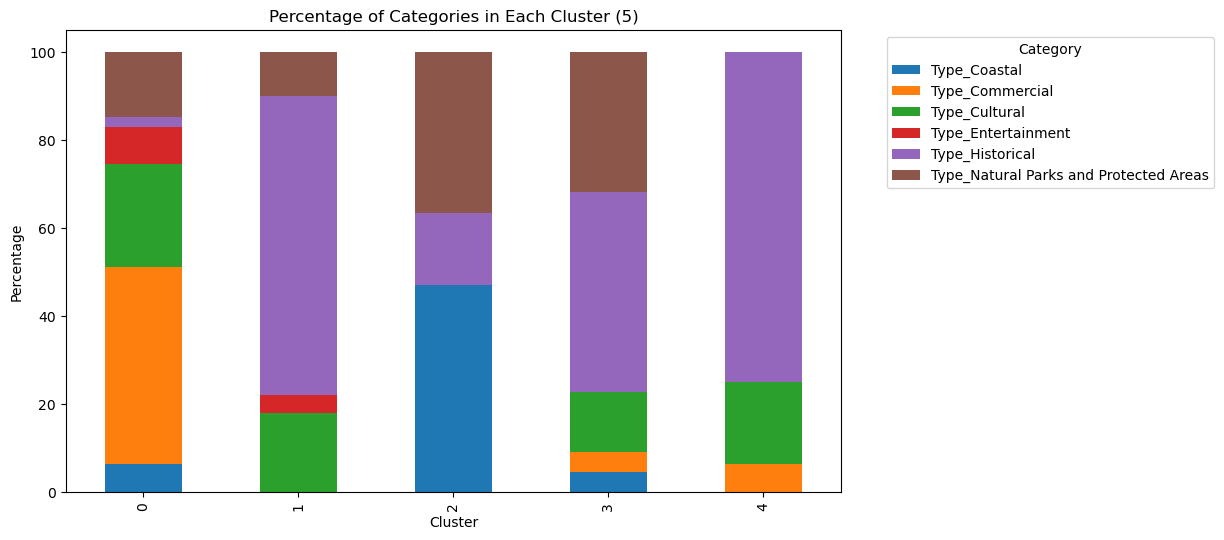 Percentage of Categories in Each Cluster (5)
Percentage
100
80
60
40
20
0
0
1
2
3
4
Cluster
Category
Type_Coastal
Type_Commercial
Type_Cultural
Type_Entertainment
Type_Historical
Type_Natural Parks and Protected Areas